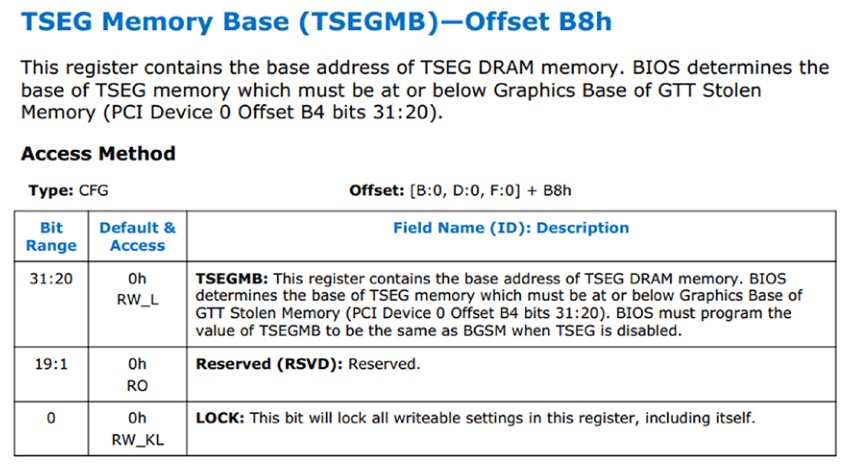 TSEG Memory Base (TSEGMB)—Offset B8h
This register contains the base address of TSEG DRAM memory. BIOS determines the
base of TSEG memory which must be at or below Graphics Base of GTT Stolen
Memory (PCI Device 0 Offset B4 bits 31:20).
Access Method
Type: CFG Offset: [B:0, D:0, F:0] + B8h
Bit Range Default & Access Field Name (ID): Description
31:20 0h RW_L TSEGMB: This register contains the base address of TSEG DRAM memory. BIOS
determines the base of TSEG memory which must be at or below Graphics Base of
GTT Stolen Memory (PCI Device 0 Offset B4 bits 31:20). BIOS must program the
value of TSEGMB to be the same as BGSM when TSEG is disabled.
19:1 0h RO Reserved (RSVD): Reserved.
0 0h RW_KL LOCK: This bit will lock all writeable settings in this register, including itself.